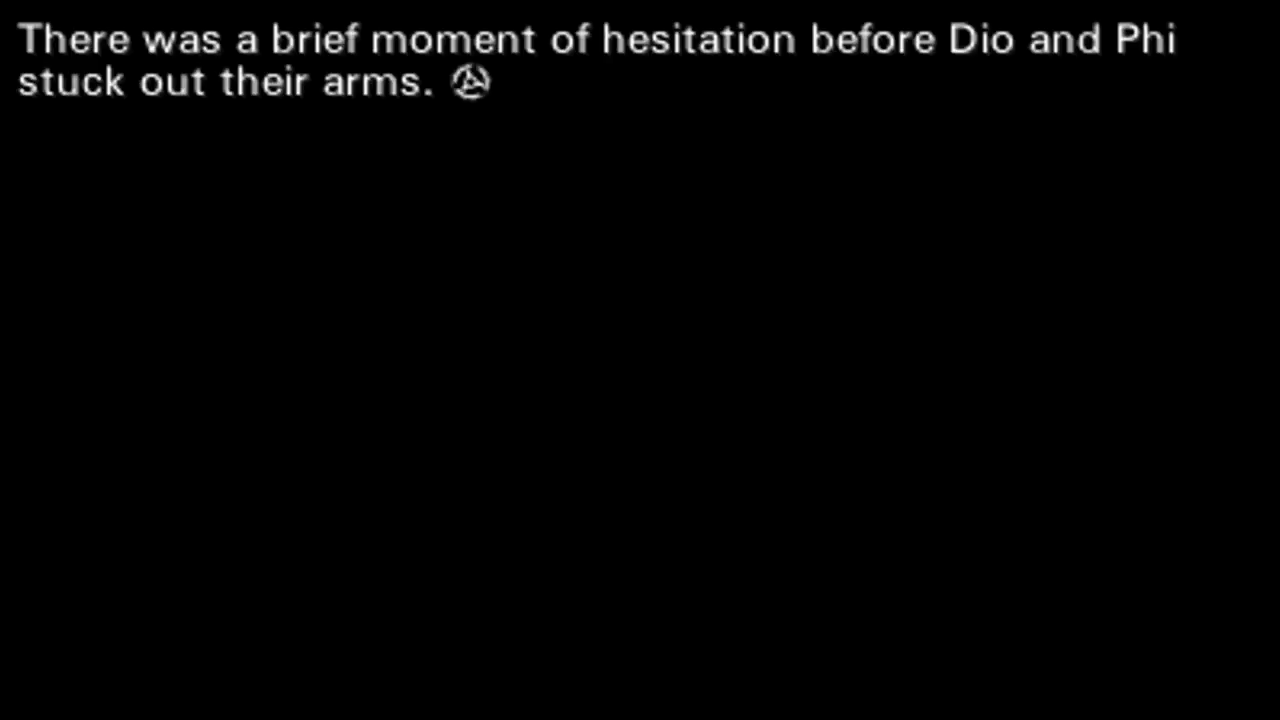 There was a brief moment of hesitation before Dio and Phi
stuck out their arms.